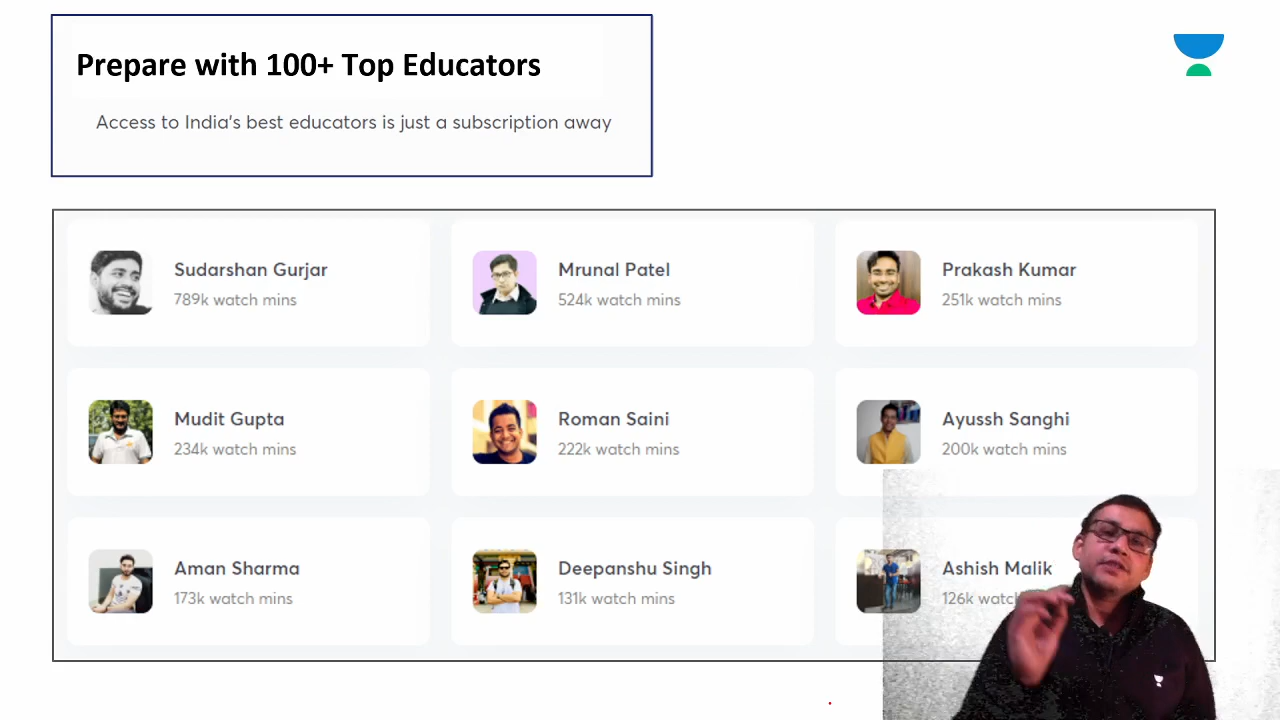 Prepare with 100+ Top Educators
Access to India's best educators is just a subscription away
Sudarshan Gurjar
789k watch mins
Mrunal Patel
524k watch mins
Prakash Kumar
251k watch mins
Mudit Gupta
234k watch mins
Roman Saini
222k watch mins
Ayussh Sanghi
200k watch mins
Aman Sharma
173k watch mins
Deepanshu Singh
131k watch mins
Ashish Malik
126k